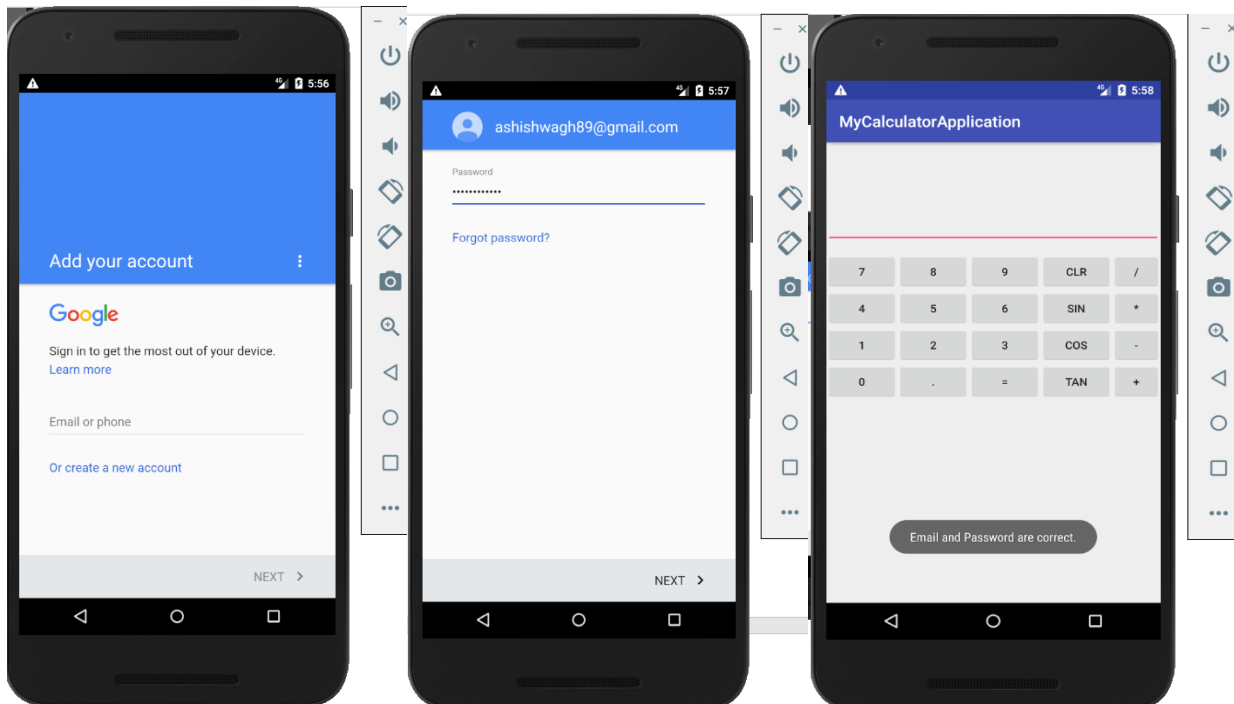 5:56
Add your account
Google
Sign in to get the most out of your device.
Learn more
Email or phone
Or create a new account
NEXT
5:57
ashishwagh89@gmail.com
Password
••••••••••••
Forgot password?
NEXT
4G 5:58
MyCalculatorApplication
7 8 9 CLR /
4 5 6 SIN *
1 2 3 COS -
0 . = TAN +
Email and Password are correct.